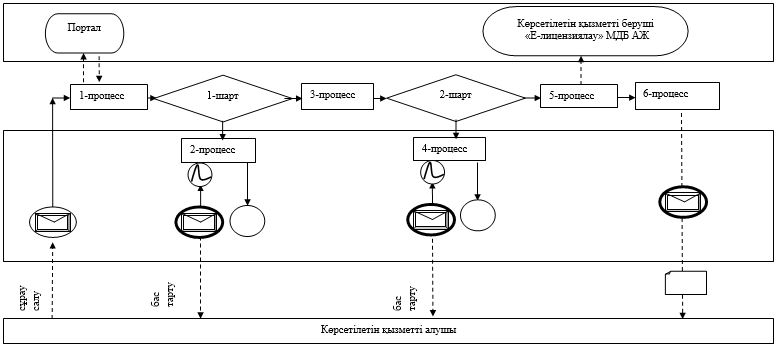 Портал
Көрсетілетін қызметті беруші
«Е-лицензиялау» МДБ АЖ
1-процесс
1-шарт
3-процесс
2-шарт
5-процесс
6-процесс
2-процесс
4-процесс
сұрау
салу
бас
тарту
бас
тарту
Көрсетілетін қызметті алушы